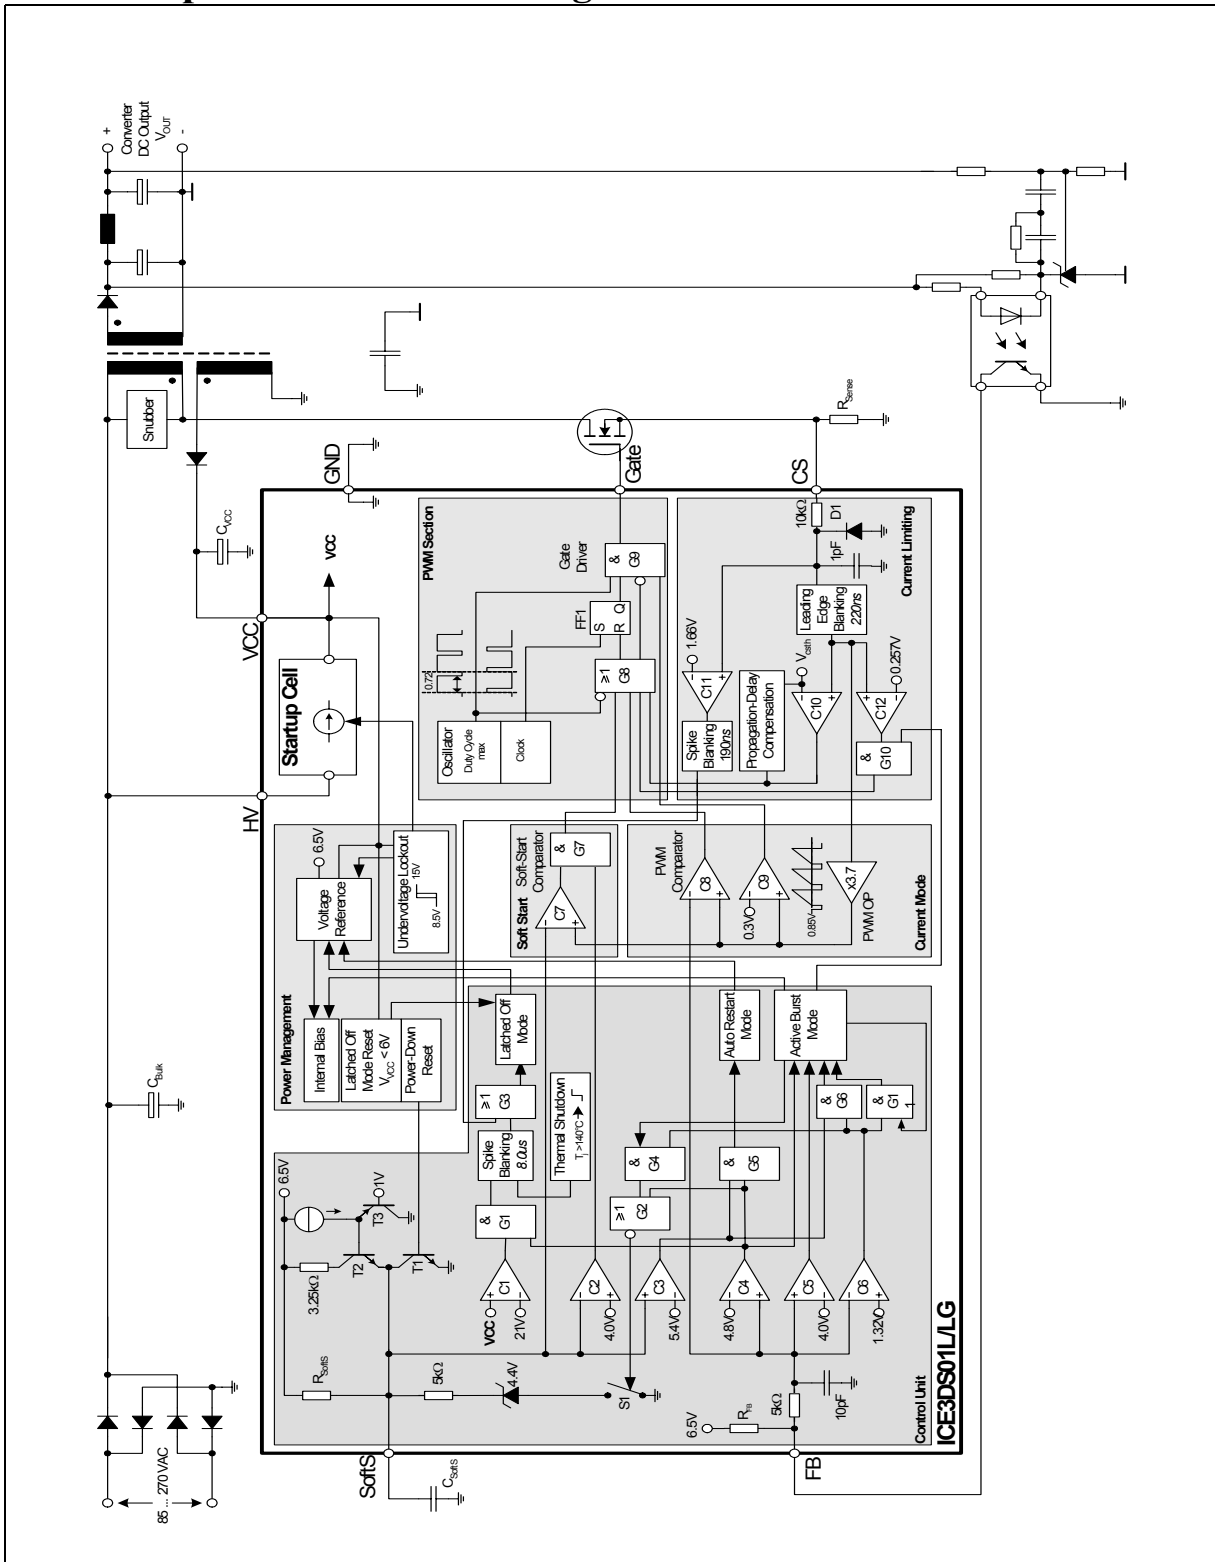 +
Converter
DC Output
V_OUT
-
Snubber
C_VCC
C_Bulk
85 ... 270 VAC
HV
VCC
GND
Startup Cell
VCC
Power Management
Internal Bias
Voltage
Reference
6.5V
Undervoltage Lockout
15V
8.5V
Latched Off
Mode Reset
V_VCC < 6V
Power-Down
Reset
PWM Section
Oscillator
Duty Cycle
max
Clock
0.72
Gate
Driver
FF1
S
R Q
≥1
G8
&
G9
Gate
SoftS
C_SoftS
R_SoftS
3.25kΩ
6.5V
T2
T3
1V
T1
5kΩ
4.4V
S1
VCC
21V
+
-
C1
&
G1
Spike
Blanking
8.0us
≥1
G3
Latched Off
Mode
Thermal Shutdown
T_j >140°C
4.0V
-
+
C2
5.4V
+
-
C3
4.8V
-
+
C4
4.0V
+
-
C5
1.32V
-
+
C6
≥1
G2
&
G4
&
G5
Auto Restart
Mode
Active Burst
Mode
&
G6
&
G1
1
Soft Start
Soft-Start
Comparator
-
+
C7
&
G7
PWM
Comparator
-
+
C8
0.3V
-
+
C9
0.85V
x3.7
PWM OP
Current Mode
1.66V
-
+
C11
Spike
Blanking
190ns
Propagation-Delay
Compensation
V_csth
-
+
C10
+
-
C12
0.257V
&
G10
Leading
Edge
Blanking
220ns
1pF
10kΩ
D1
Current Limiting
CS
R_Sense
6.5V
R_FB
5kΩ
10pF
FB
Control Unit
ICE3DS01L/LG